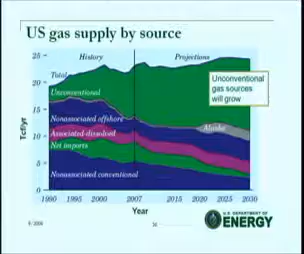 US gas supply by source
25
History
Projections
Total
Unconventional
gas sources
will grow
20
Unconventional
15
Tcf/yr
Nonassociated offshore
Alaska
10
Associated-dissolved
Net imports
5
Nonassociated conventional
0
1990 1995 2000 2007 2015 2020 2025 2030
Year
U.S. DEPARTMENT OF
ENERGY